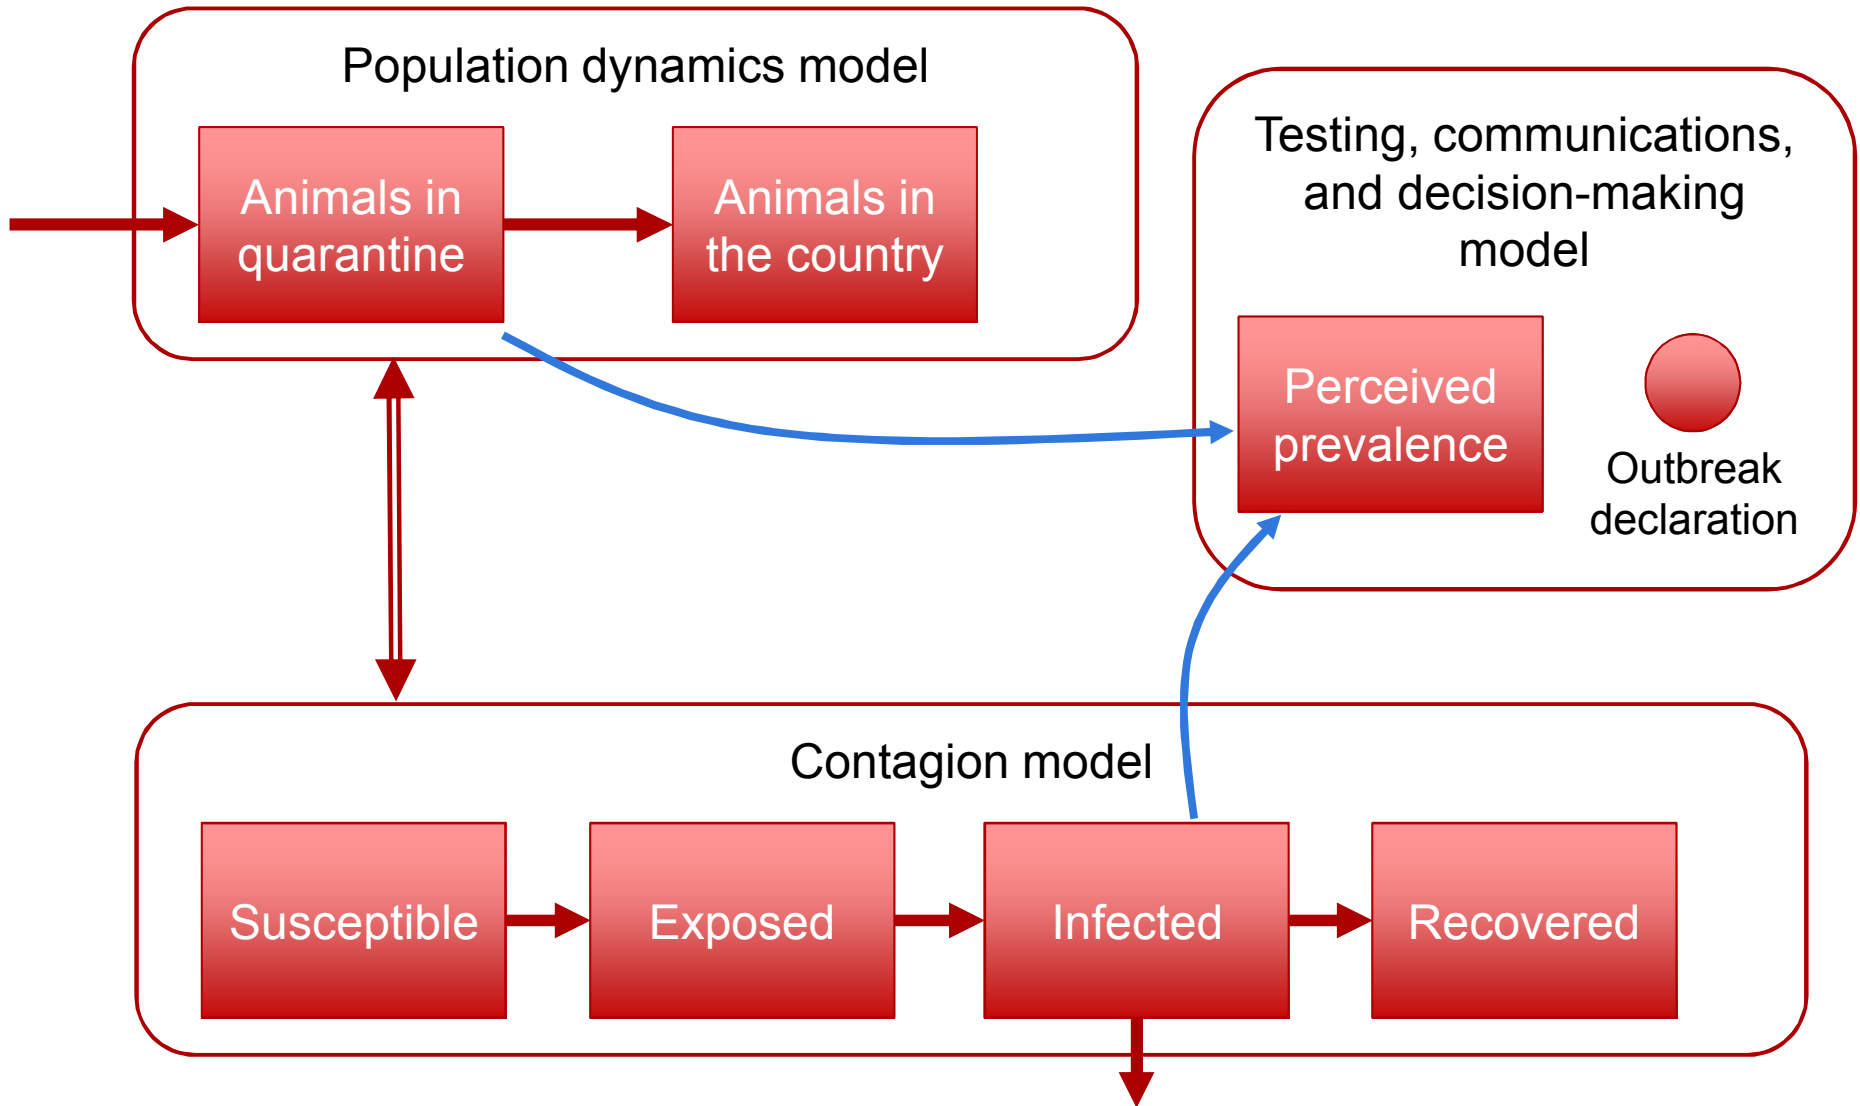 Population dynamics model
Animals in
quarantine
Animals in
the country
Testing, communications,
and decision-making
model
Perceived
prevalence
Outbreak
declaration
Contagion model
Susceptible
Exposed
Infected
Recovered